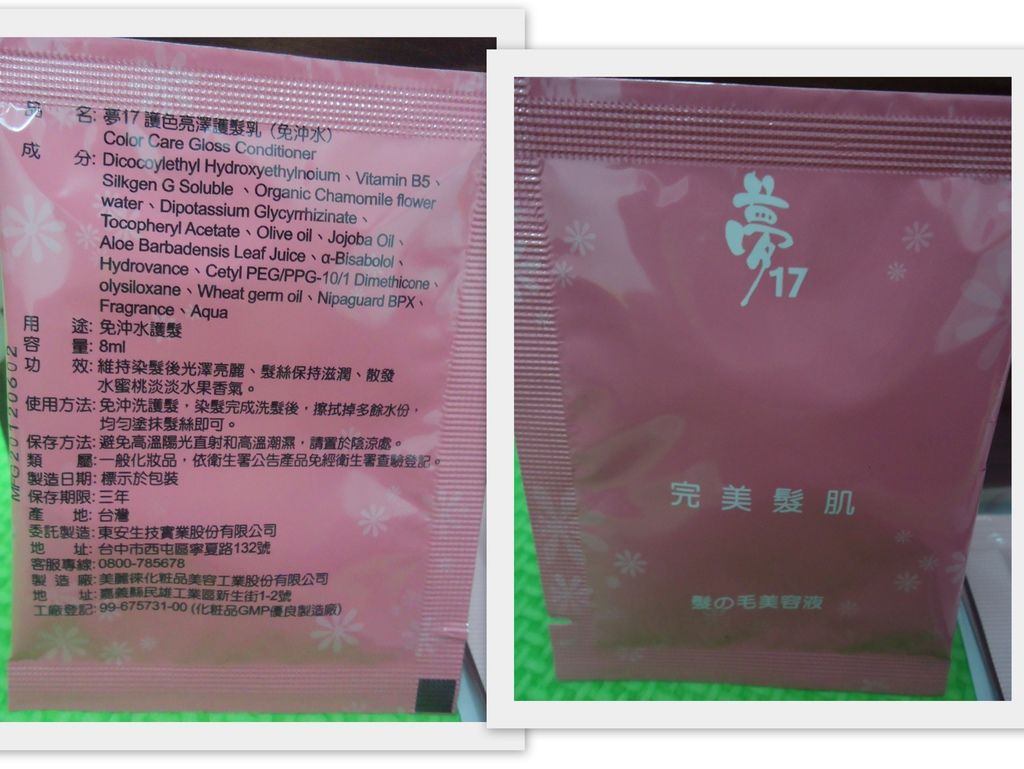 品 名: 夢17 護色亮澤護髮乳（免沖水）
Color Care Gloss Conditioner
成 分: Dicocoylethyl Hydroxyethylnoium、Vitamin B5、
Silkgen G Soluble 、Organic Chamomile flower
water、Dipotassium Glycyrrhizinate、
Tocopheryl Acetate、Olive oil、Jojoba Oil、
Aloe Barbadensis Leaf Juice、α-Bisabolol、
Hydrovance、Cetyl PEG/PPG-10/1 Dimethicone、
olysiloxane、Wheat germ oil、Nipaguard BPX、
Fragrance、Aqua
用 途: 免沖水護髮
容 量: 8ml
功 效: 維持染髮後光澤亮麗、髮絲保持滋潤、散發
水蜜桃淡淡水果香氣。
使用方法: 免沖洗護髮，染髮完成洗髮後，擦拭掉多餘水份，
均勻塗抹髮絲即可。
保存方法: 避免高溫陽光直射和高溫潮濕，請置於陰涼處。
類 屬: 一般化妝品，依衛生署公告產品免經衛生署查驗登記。
製造日期: 標示於包裝
保存期限: 三年
產 地: 台灣
委託製造: 東安生技實業股份有限公司
地 址: 台中市西屯區寧夏路132號
客服專線: 0800-785678
製 造 廠: 美麗徠化粧品美容工業股份有限公司
地 址: 嘉義縣民雄工業區新生街1-2號
工廠登記: 99-675731-00 (化粧品GMP優良製造廠)
MFG20120602
夢17
完美髮肌
髮の毛美容液